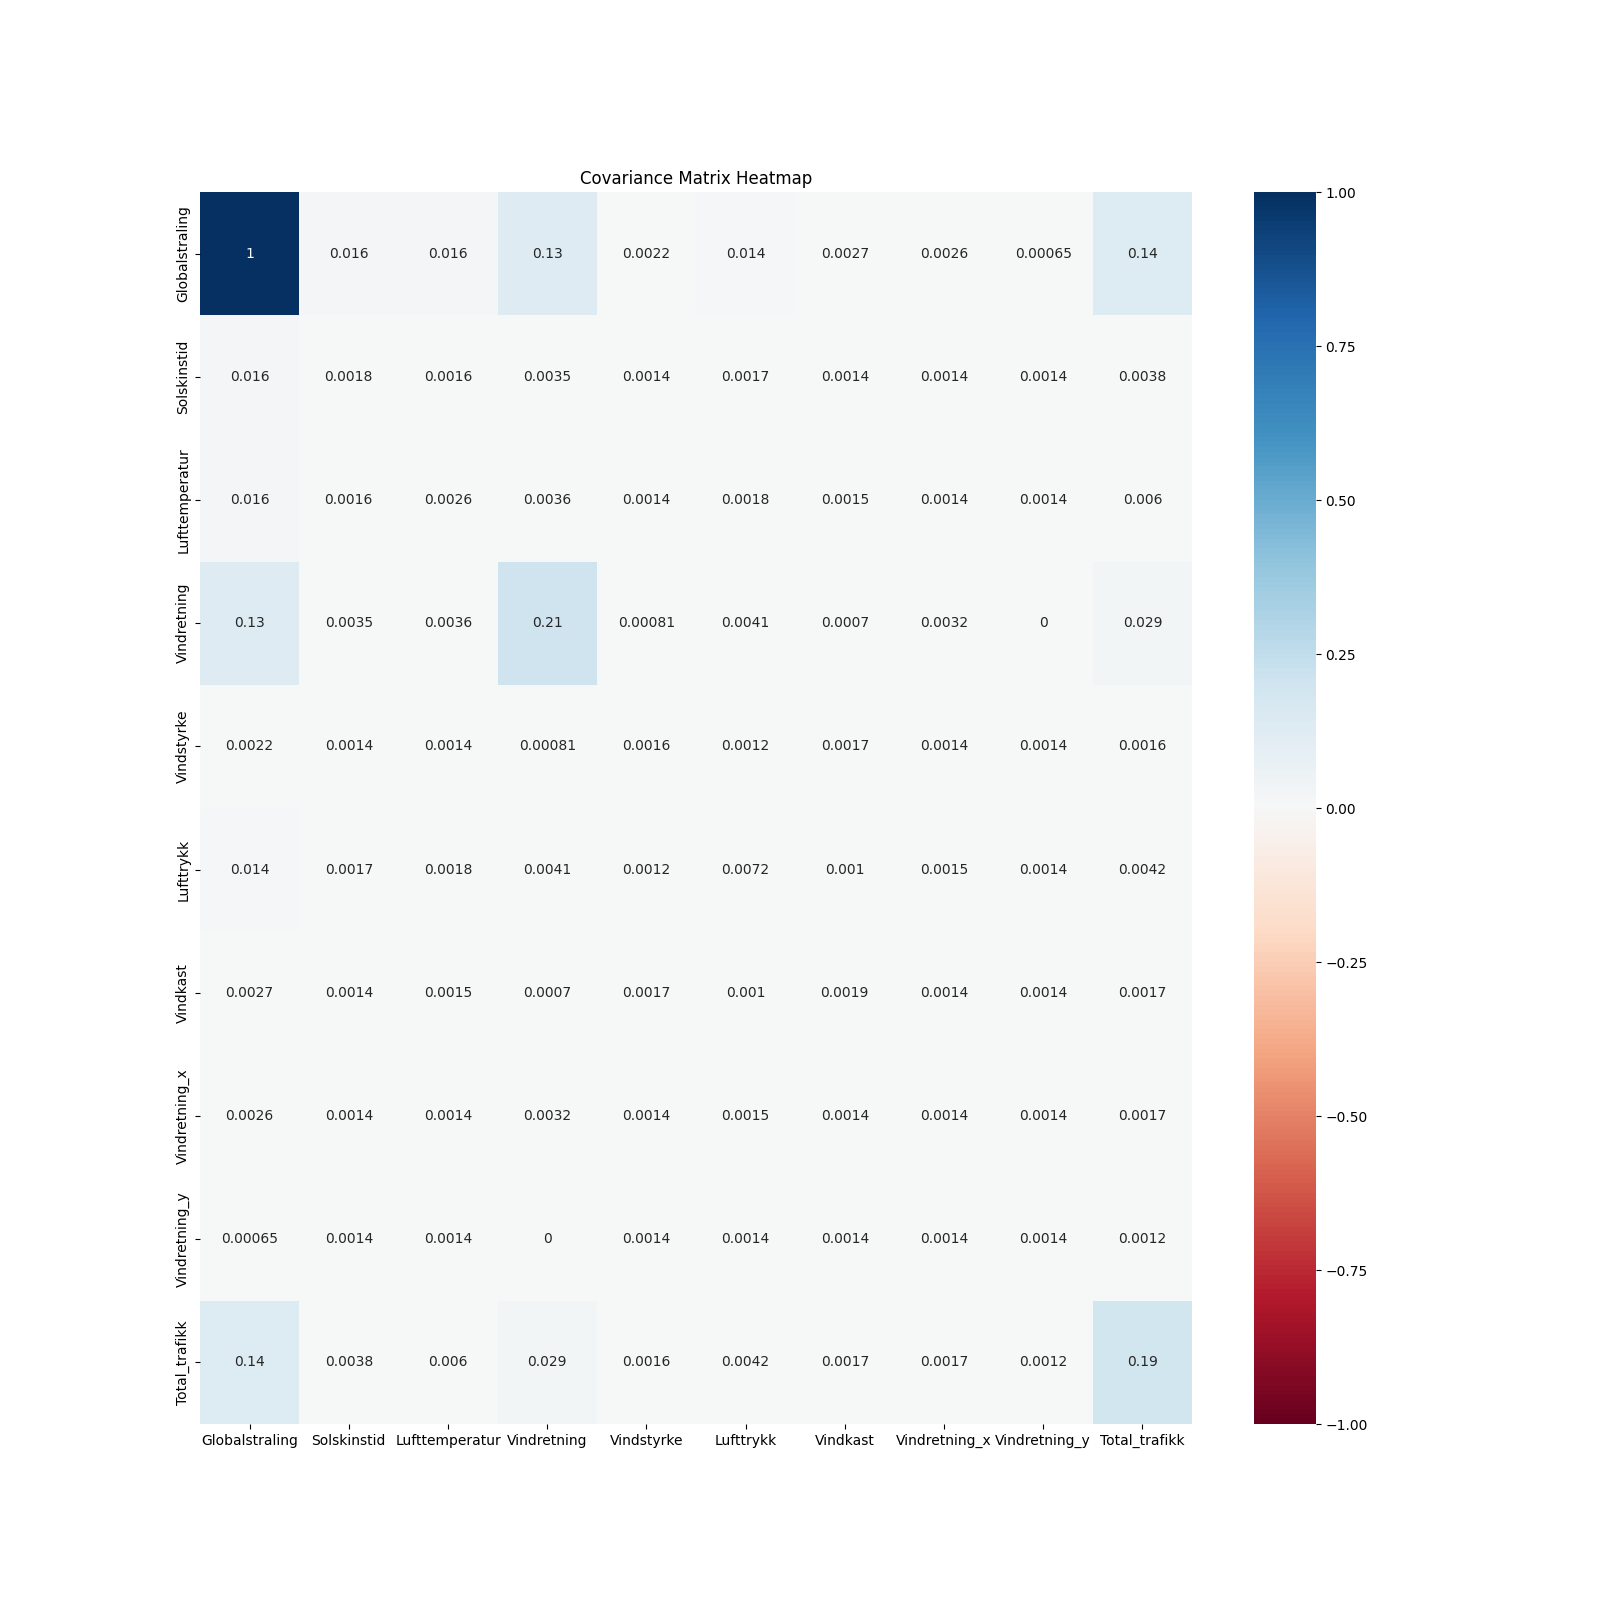 Covariance Matrix Heatmap
Globalstraling 1 0.016 0.016 0.13 0.0022 0.014 0.0027 0.0026 0.00065 0.14
Solskinstid 0.016 0.0018 0.0016 0.0035 0.0014 0.0017 0.0014 0.0014 0.0014 0.0038
Lufttemperatur 0.016 0.0016 0.0026 0.0036 0.0014 0.0018 0.0015 0.0014 0.0014 0.006
Vindretning 0.13 0.0035 0.0036 0.21 0.00081 0.0041 0.0007 0.0032 0 0.029
Vindstyrke 0.0022 0.0014 0.0014 0.00081 0.0016 0.0012 0.0017 0.0014 0.0014 0.0016
Lufttrykk 0.014 0.0017 0.0018 0.0041 0.0012 0.0072 0.001 0.0015 0.0014 0.0042
Vindkast 0.0027 0.0014 0.0015 0.0007 0.0017 0.001 0.0019 0.0014 0.0014 0.0017
Vindretning_x 0.0026 0.0014 0.0014 0.0032 0.0014 0.0015 0.0014 0.0014 0.0014 0.0017
Vindretning_y 0.00065 0.0014 0.0014 0 0.0014 0.0014 0.0014 0.0014 0.0014 0.0012
Total_trafikk 0.14 0.0038 0.006 0.029 0.0016 0.0042 0.0017 0.0017 0.0012 0.19
Globalstraling Solskinstid Lufttemperatur Vindretning Vindstyrke Lufttrykk Vindkast Vindretning_x Vindretning_y Total_trafikk
1.00
0.75
0.50
0.25
0.00
−0.25
−0.50
−0.75
−1.00